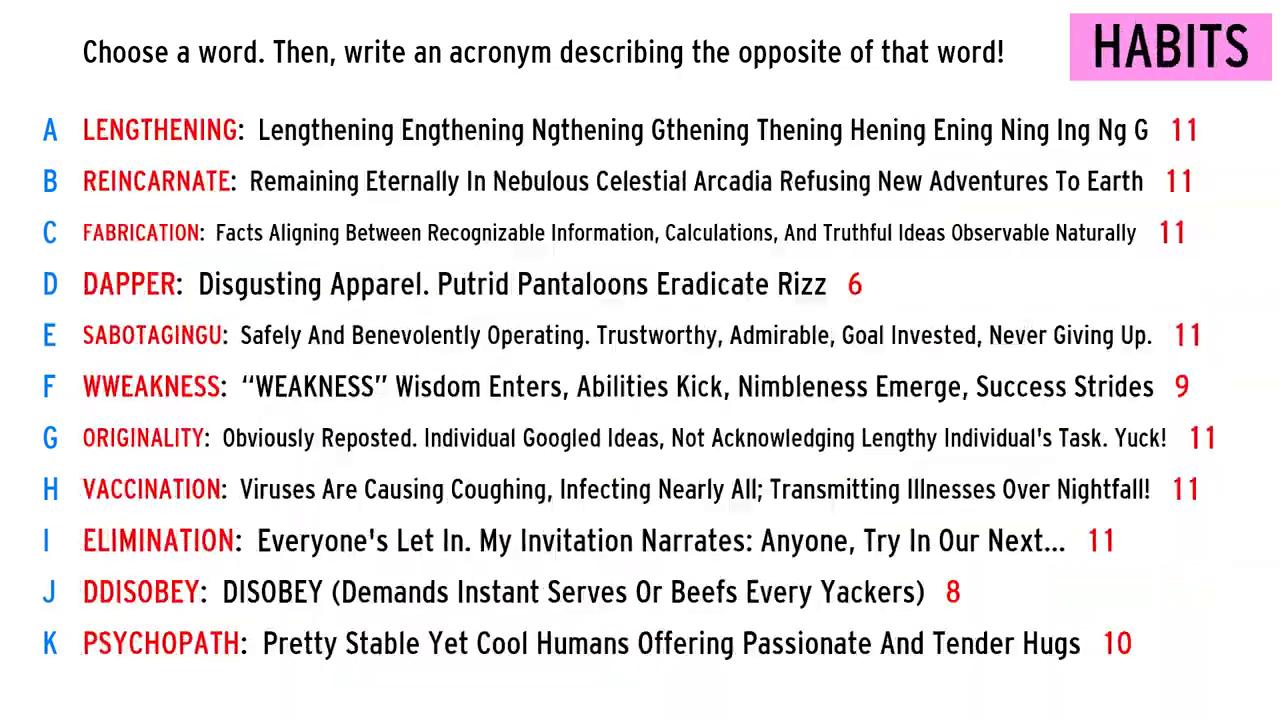 Choose a word. Then, write an acronym describing the opposite of that word!
HABITS
A LENGTHENING: Lengthening Engthening Ngthening Gthening Thening Hening Ening Ning Ing Ng G 11
B REINCARNATE: Remaining Eternally In Nebulous Celestial Arcadia Refusing New Adventures To Earth 11
C FABRICATION: Facts Aligning Between Recognizable Information, Calculations, And Truthful Ideas Observable Naturally 11
D DAPPER: Disgusting Apparel. Putrid Pantaloons Eradicate Rizz 6
E SABOTAGINGU: Safely And Benevolently Operating. Trustworthy, Admirable, Goal Invested, Never Giving Up. 11
F WWEAKNESS: “WEAKNESS” Wisdom Enters, Abilities Kick, Nimbleness Emerge, Success Strides 9
G ORIGINALITY: Obviously Reposted. Individual Googled Ideas, Not Acknowledging Lengthy Individual's Task. Yuck! 11
H VACCINATION: Viruses Are Causing Coughing, Infecting Nearly All; Transmitting Illnesses Over Nightfall! 11
I ELIMINATION: Everyone's Let In. My Invitation Narrates: Anyone, Try In Our Next... 11
J DDISOBEY: DISOBEY (Demands Instant Serves Or Beefs Every Yackers) 8
K PSYCHOPATH: Pretty Stable Yet Cool Humans Offering Passionate And Tender Hugs 10